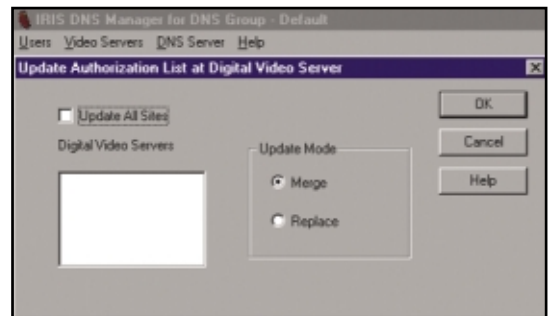 IRIS DNS Manager for DNS Group - Default
Users Video Servers DNS Server Help
Update Authorization List at Digital Video Server
Update All Sites
Digital Video Servers
Update Mode
Merge
Replace
OK
Cancel
Help